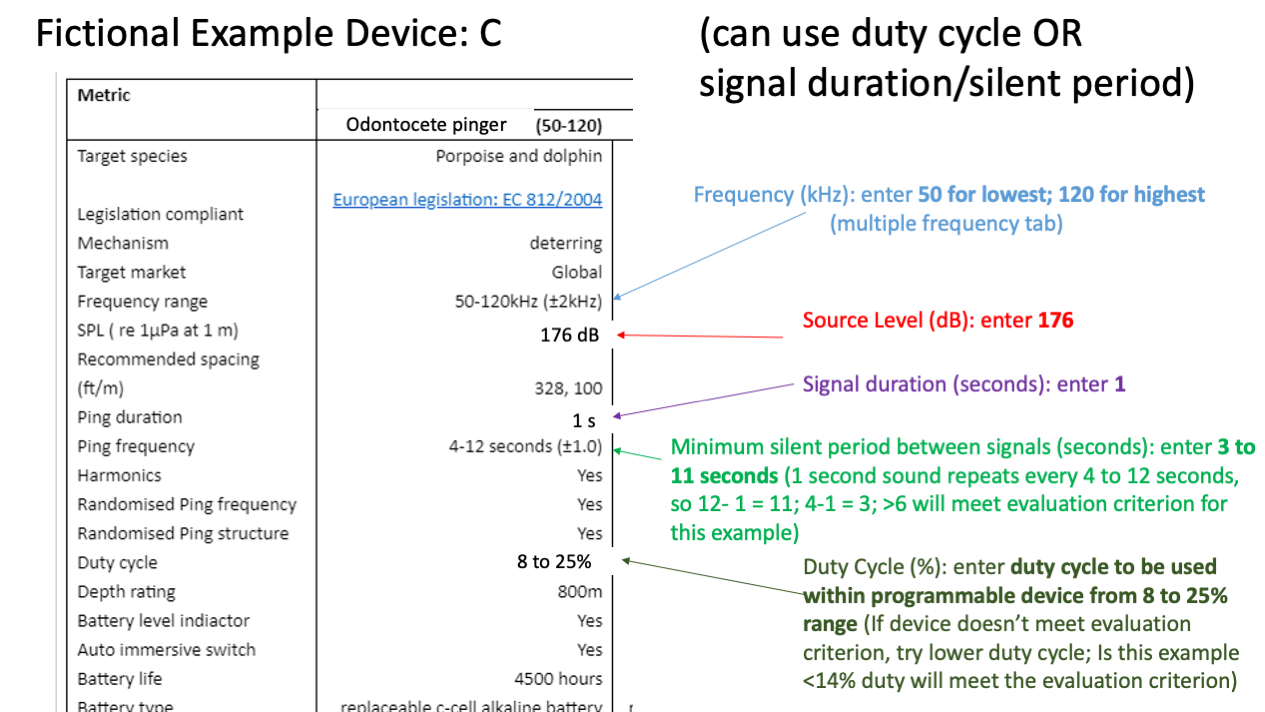 Fictional Example Device: C
(can use duty cycle OR
signal duration/silent period)
Metric
Odontocete pinger (50-120)
Target species Porpoise and dolphin
European legislation: EC 812/2004
Legislation compliant
Mechanism deterring
Target market Global
Frequency range 50-120kHz (±2kHz)
SPL ( re 1µPa at 1 m) 176 dB
Recommended spacing
(ft/m) 328, 100
Ping duration 1 s
Ping frequency 4-12 seconds (±1.0)
Harmonics Yes
Randomised Ping frequency Yes
Randomised Ping structure Yes
Duty cycle 8 to 25%
Depth rating 800m
Battery level indiactor Yes
Auto immersive switch Yes
Battery life 4500 hours
Battery type replaceable c-cell alkaline battery
Frequency (kHz): enter 50 for lowest; 120 for highest
(multiple frequency tab)
Source Level (dB): enter 176
Signal duration (seconds): enter 1
Minimum silent period between signals (seconds): enter 3 to
11 seconds (1 second sound repeats every 4 to 12 seconds,
so 12- 1 = 11; 4-1 = 3; >6 will meet evaluation criterion for
this example)
Duty Cycle (%): enter duty cycle to be used
within programmable device from 8 to 25%
range (If device doesn't meet evaluation
criterion, try lower duty cycle; Is this example
<14% duty will meet the evaluation criterion)